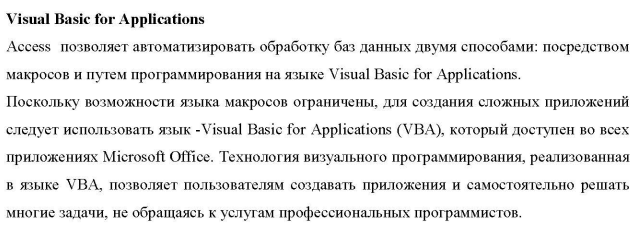 Visual Basic for Applications
Access  позволяет автоматизировать обработку баз данных двумя способами: посредством
макросов и путем программирования на языке Visual Basic for Applications.
Поскольку возможности языка макросов ограничены, для создания сложных приложений
следует использовать язык -Visual Basic for Applications (VBA), который доступен во всех
приложениях Microsoft Office. Технология визуального программирования, реализованная
в языке VBA, позволяет пользователям создавать приложения и самостоятельно решать
многие задачи, не обращаясь к услугам профессиональных программистов.